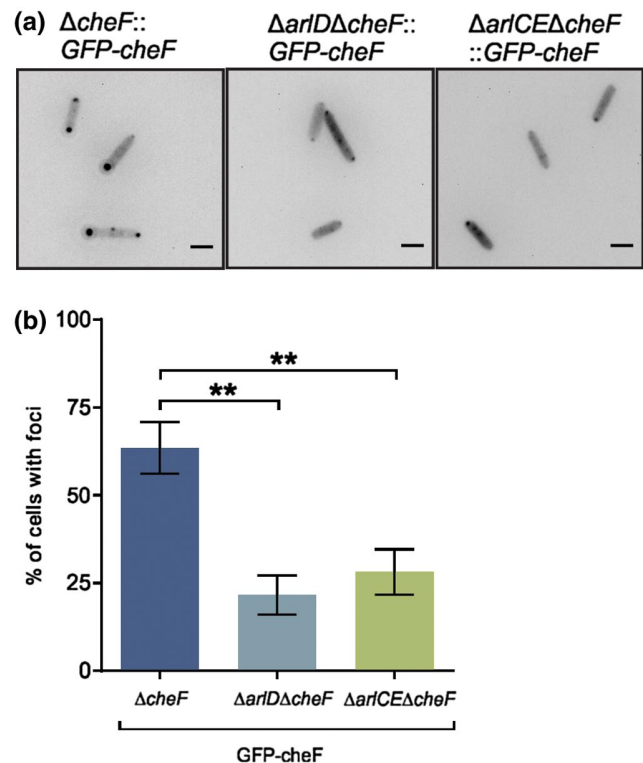 (a) ΔcheF:: ΔarlDΔcheF:: ΔarlCEΔcheF
GFP-cheF GFP-cheF ::GFP-cheF
(b) 100
75
50
25
0
% of cells with foci
**
**
ΔcheF ΔarlDΔcheF ΔarlCEΔcheF
GFP-cheF